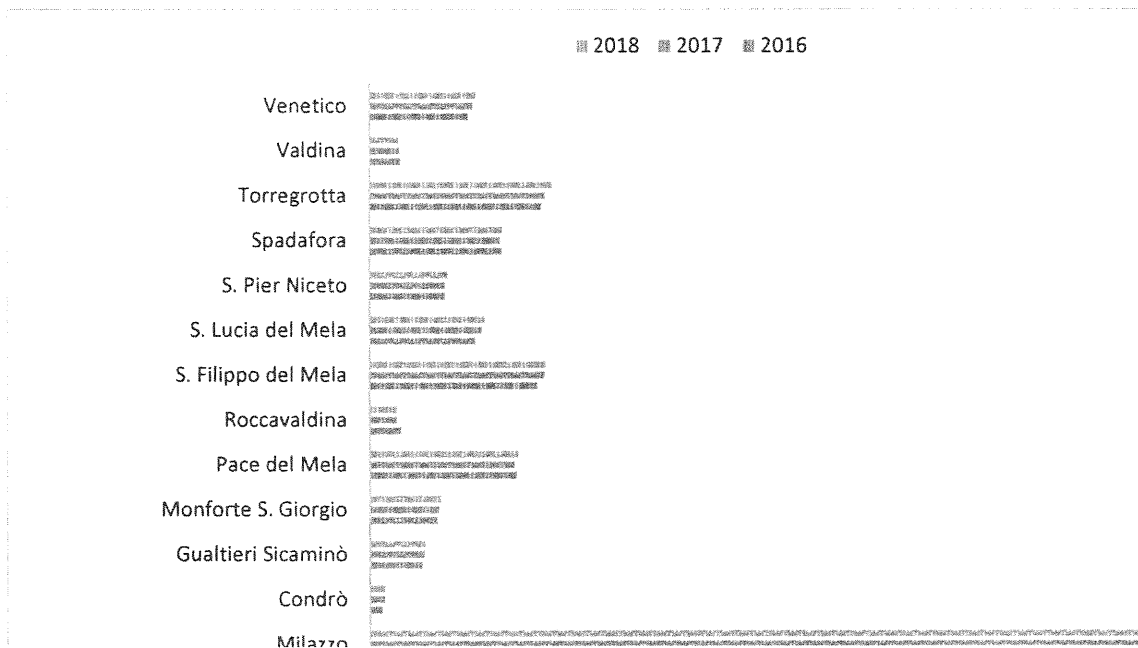 2018 2017 2016
Venetico
Valdina
Torregrotta
Spadafora
S. Pier Niceto
S. Lucia del Mela
S. Filippo del Mela
Roccavaldina
Pace del Mela
Monforte S. Giorgio
Gualtieri Sicaminò
Condrò
Milazzo